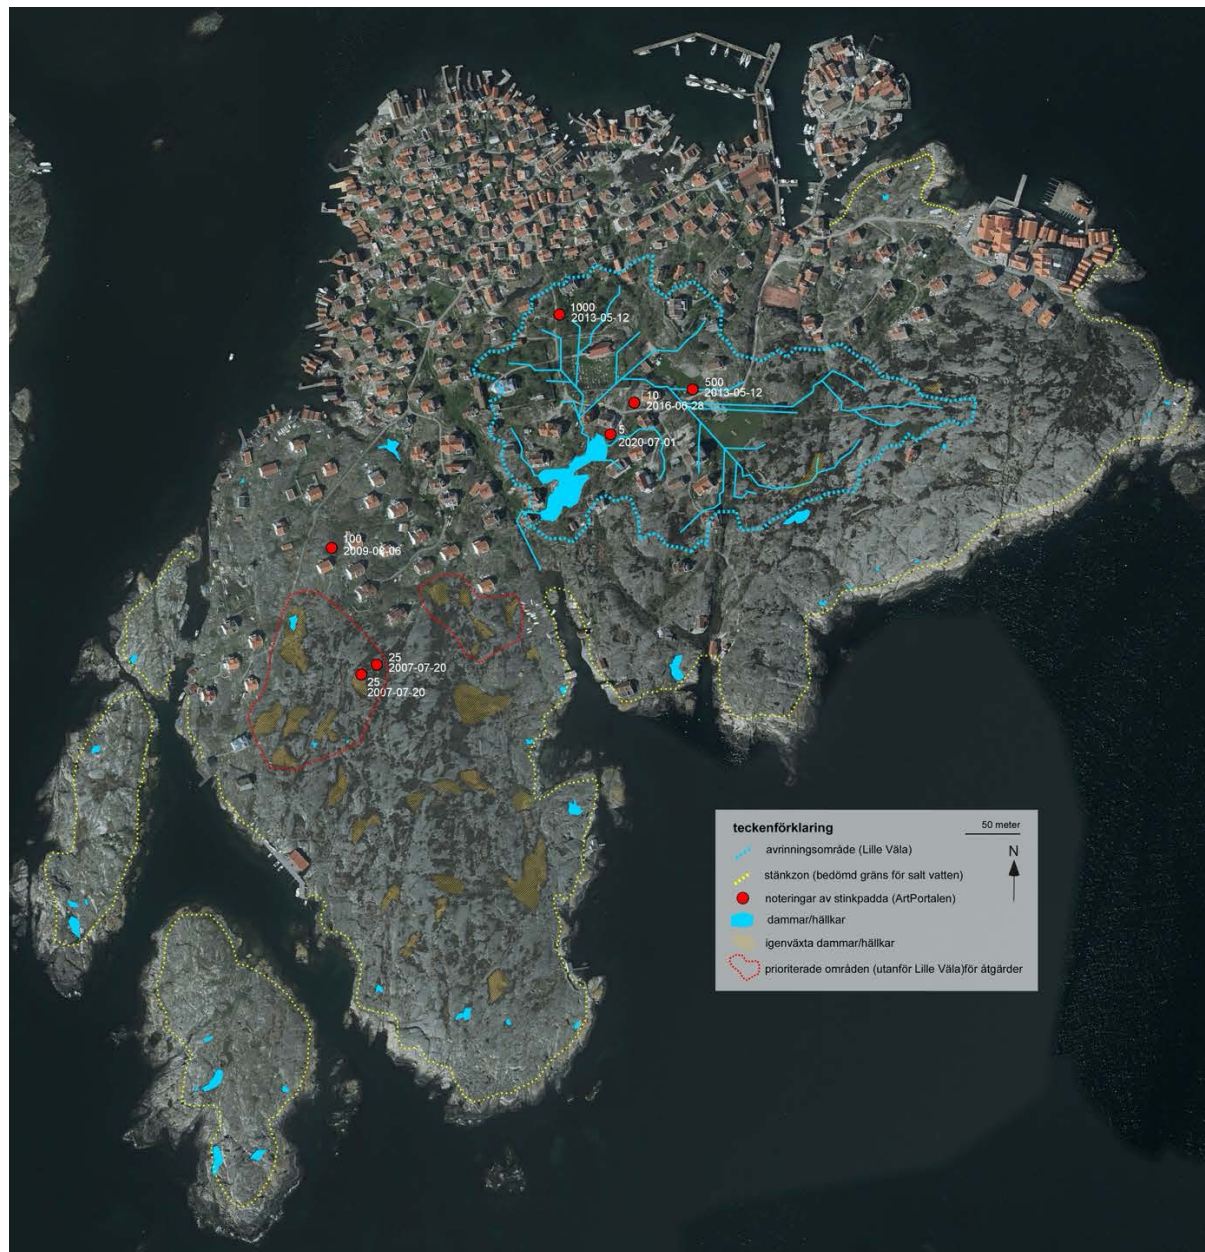 1000
2013-05-12
500
2013-05-12
10
2016-06-28
5
2020-07-01
100
2009-08-06
25
2007-07-20
25
2007-07-20
teckenförklaring
50 meter
avrinningsområde (Lille Väla)
N
stänkzon (bedömd gräns för salt vatten)
noteringar av stinkpadda (ArtPortalen)
dammar/hällkar
igenväxta dammar/hällkar
prioriterade områden (utanför Lille Väla)för åtgärder